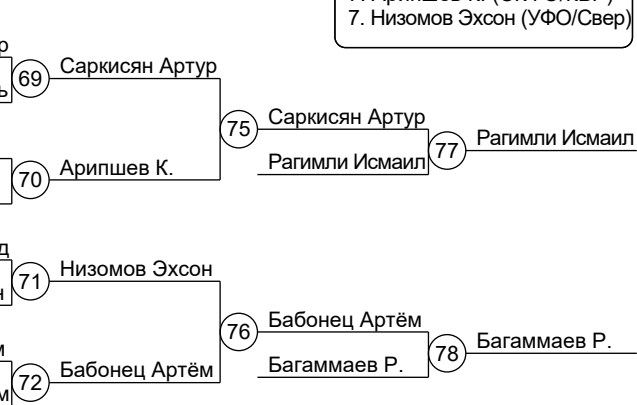 7. Низомов Эхсон (УФО/Свер)
69
Саркисян Артур
75
Саркисян Артур
77
Рагимли Исмаил
Рагимли Исмаил
70
Арипшев К.
71
Низомов Эхсон
76
Бабонец Артём
78
Багаммаев Р.
Багаммаев Р.
72
Бабонец Артём